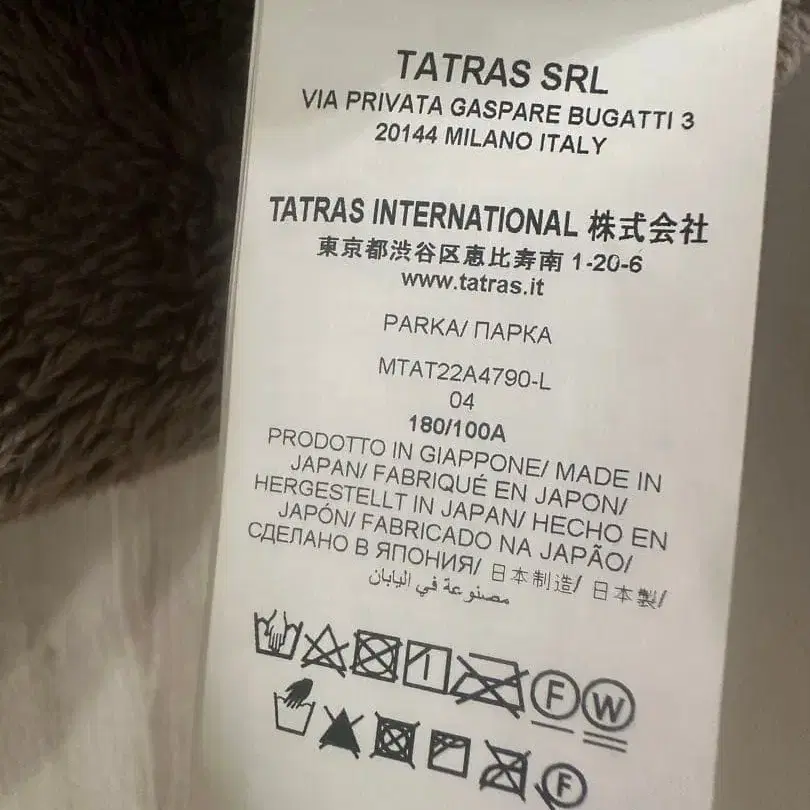 TATRAS SRL
VIA PRIVATA GASPARE BUGATTI 3
20144 MILANO ITALY
TATRAS INTERNATIONAL 株式会社
東京都渋谷区恵比寿南 1-20-6
www.tatras.it
PARKA/ ПАРКА
MTAT22A4790-L
04
180/100A
PRODOTTO IN GIAPPONE/ MADE IN
JAPAN/ FABRIQUÉ EN JAPON/
HERGESTELLT IN JAPAN/ HECHO EN
JAPÓN/ FABRICADO NA JAPÃO/
СДЕЛАНО В ЯПОНИЯ/ 日本制造/ 日本製/
مصنوعة في اليابان
F W
F